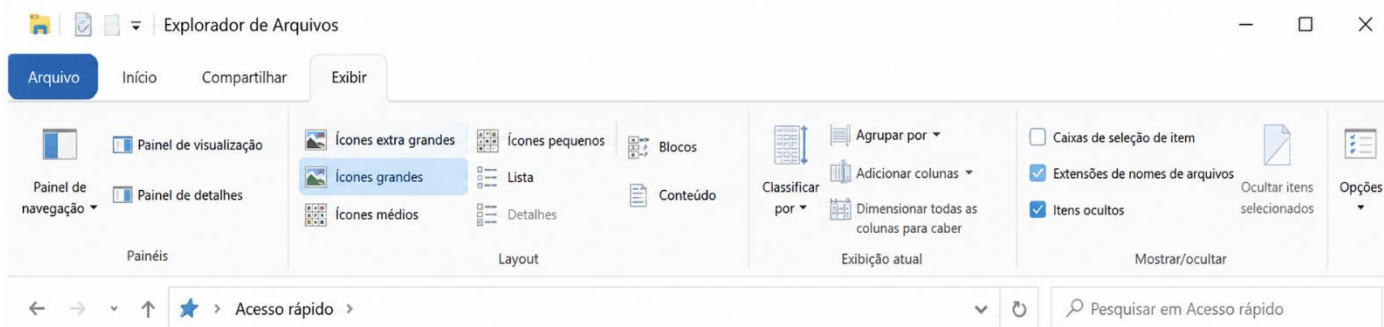 Explorador de Arquivos
Arquivo
Início
Compartilhar
Exibir
Painel de
navegação
Painel de visualização
Painel de detalhes
Painéis
Ícones extra grandes
Ícones grandes
Ícones médios
Ícones pequenos
Lista
Detalhes
Blocos
Conteúdo
Layout
Classificar
por
Agrupar por
Adicionar colunas
Dimensionar todas as
colunas para caber
Exibição atual
Caixas de seleção de item
Extensões de nomes de arquivos
Itens ocultos
Ocultar itens
selecionados
Mostrar/ocultar
Opções
Acesso rápido
Pesquisar em Acesso rápido